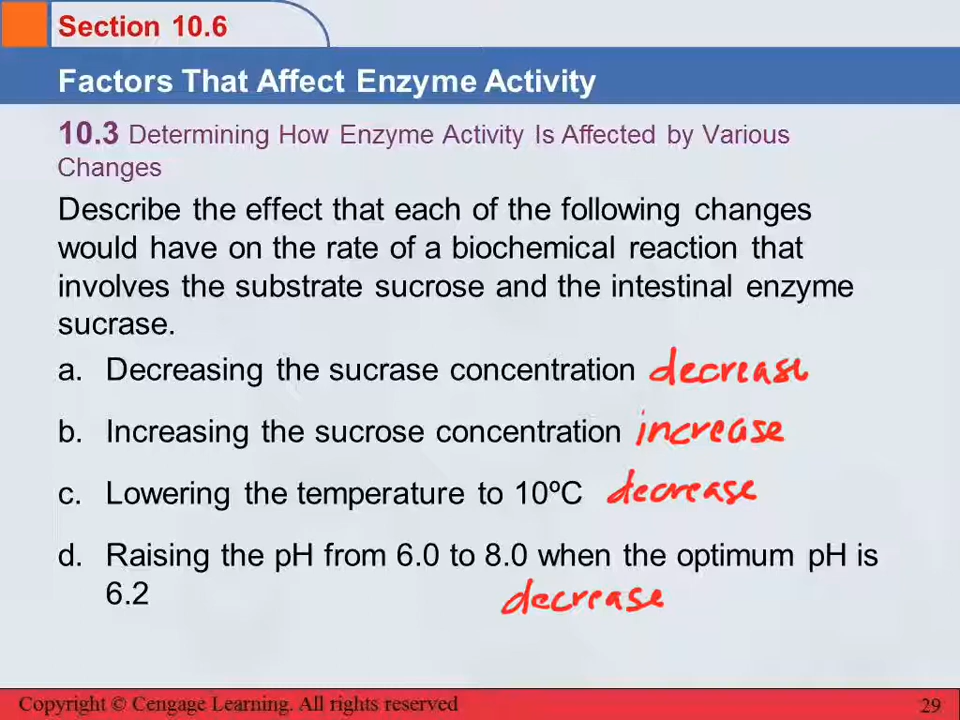 Section 10.6
Factors That Affect Enzyme Activity
10.3 Determining How Enzyme Activity Is Affected by Various
Changes
Describe the effect that each of the following changes
would have on the rate of a biochemical reaction that
involves the substrate sucrose and the intestinal enzyme
sucrase.
a. Decreasing the sucrase concentration decrease
b. Increasing the sucrose concentration increase
c. Lowering the temperature to 10ºC decrease
d. Raising the pH from 6.0 to 8.0 when the optimum pH is
6.2 decrease
Copyright © Cengage Learning. All rights reserved 29